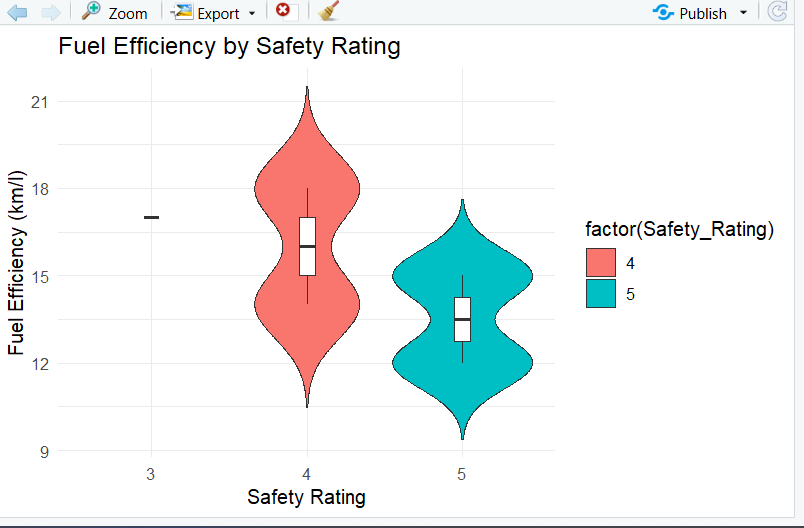 Zoom Export Publish
Fuel Efficiency by Safety Rating
Fuel Efficiency (km/l)
21
18
15
12
9
3 4 5
Safety Rating
factor(Safety_Rating)
4
5